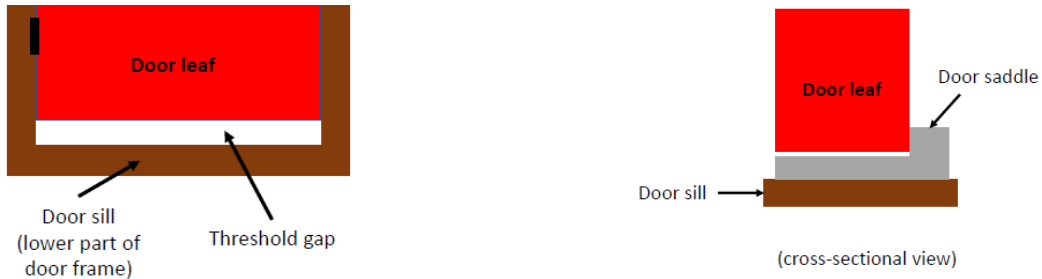 Door leaf
Door sill
(lower part of
door frame)
Threshold gap
Door leaf
Door saddle
Door sill
(cross-sectional view)